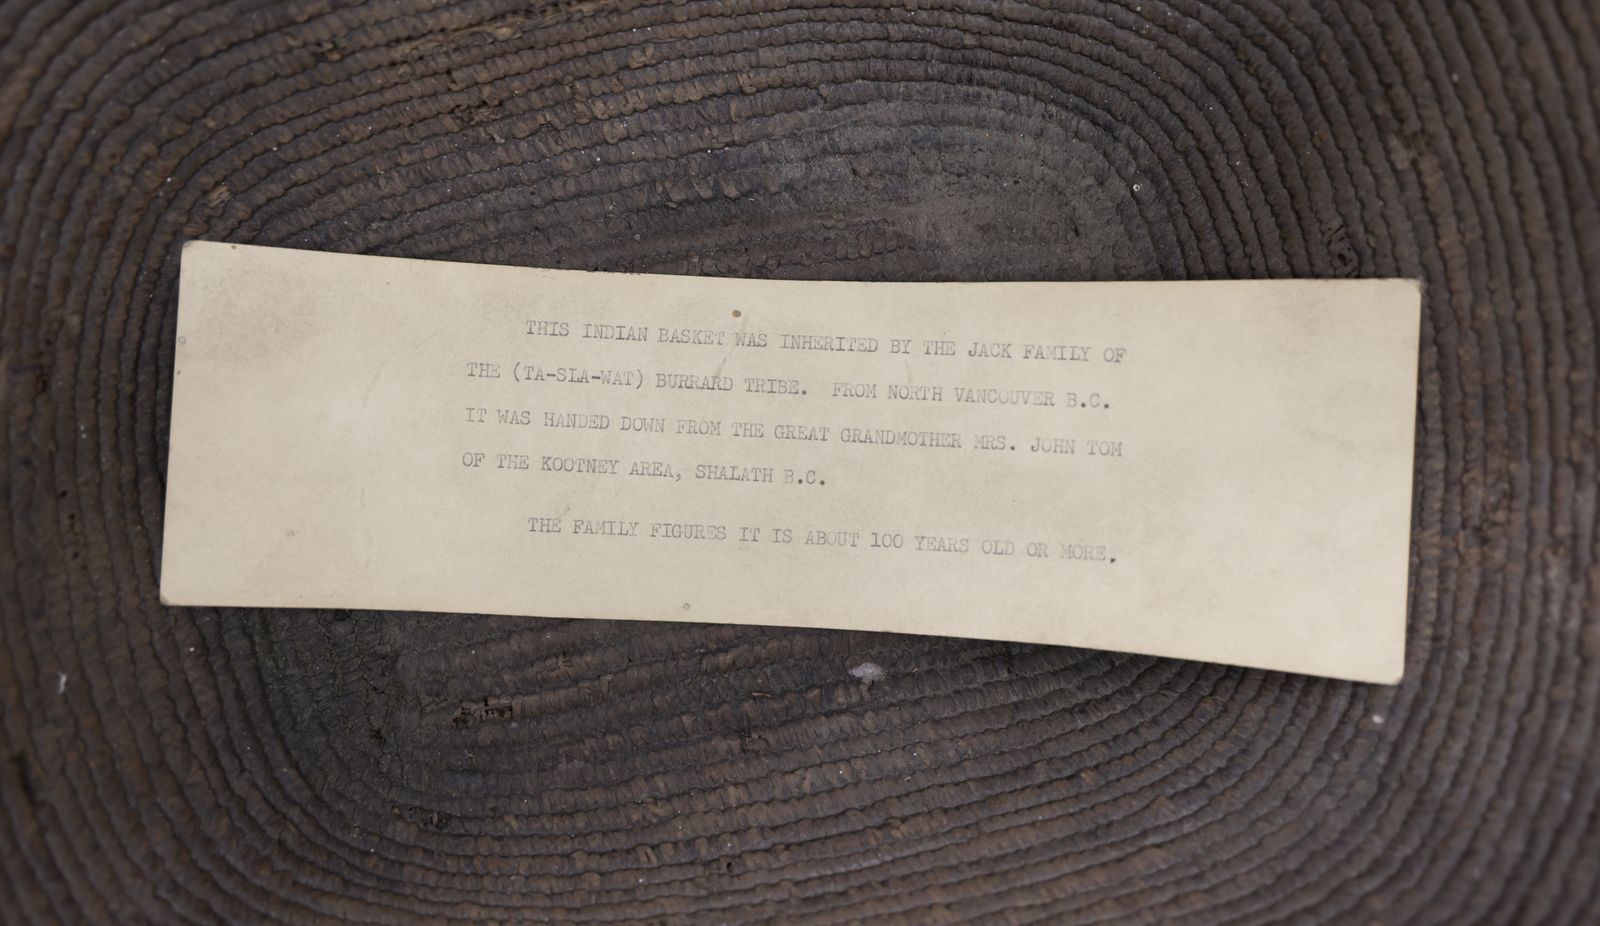 THIS INDIAN BASKET WAS INHERITED BY THE JACK FAMILY OF
THE (TA-SLA-WAT) BURRARD TRIBE. FROM NORTH VANCOUVER B.C.
IT WAS HANDED DOWN FROM THE GREAT GRANDMOTHER MRS. JOHN TOM
OF THE KOOTNEY AREA, SHALATH B.C.
THE FAMILY FIGURES IT IS ABOUT 100 YEARS OLD OR MORE.